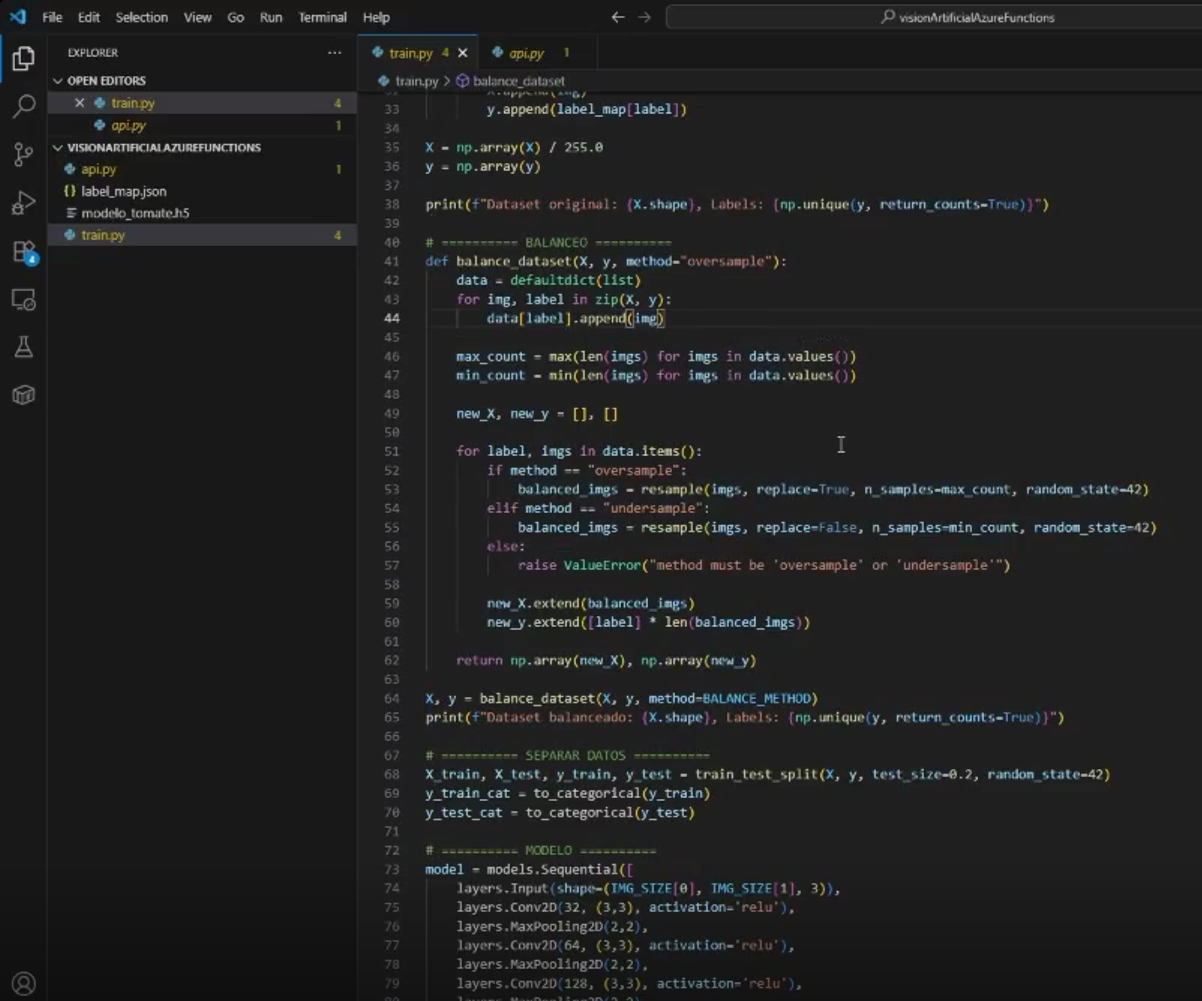 File Edit Selection View Go Run Terminal Help
visionArtificialAzureFunctions
EXPLORER
OPEN EDITORS
train.py 4
api.py 1
VISIONARTIFICIALAZUREFUNCTIONS
api.py 1
label_map.json
modelo_tomate.h5
train.py 4
4
train.py 4
api.py 1
train.py > balance_dataset
33 y.append(label_map[label])
34
35 X = np.array(X) / 255.0
36 y = np.array(y)
37
38 print(f"Dataset original: {X.shape}, Labels: {np.unique(y, return_counts=True)}")
39
40 # ========== BALANCEO ==========
41 def balance_dataset(X, y, method="oversample"):
42 data = defaultdict(list)
43 for img, label in zip(X, y):
44 data[label].append(img)
45
46 max_count = max(len(imgs) for imgs in data.values())
47 min_count = min(len(imgs) for imgs in data.values())
48
49 new_X, new_y = [], []
50
51 for label, imgs in data.items():
52 if method == "oversample":
53 balanced_imgs = resample(imgs, replace=True, n_samples=max_count, random_state=42)
54 elif method == "undersample":
55 balanced_imgs = resample(imgs, replace=False, n_samples=min_count, random_state=42)
56 else:
57 raise ValueError("method must be 'oversample' or 'undersample'")
58
59 new_X.extend(balanced_imgs)
60 new_y.extend([label] * len(balanced_imgs))
61
62 return np.array(new_X), np.array(new_y)
63
64 X, y = balance_dataset(X, y, method=BALANCE_METHOD)
65 print(f"Dataset balanceado: {X.shape}, Labels: {np.unique(y, return_counts=True)}")
66
67 # ========== SEPARAR DATOS ==========
68 X_train, X_test, y_train, y_test = train_test_split(X, y, test_size=0.2, random_state=42)
69 y_train_cat = to_categorical(y_train)
70 y_test_cat = to_categorical(y_test)
71
72 # ========== MODELO ==========
73 model = models.Sequential([
74 layers.Input(shape=(IMG_SIZE[0], IMG_SIZE[1], 3)),
75 layers.Conv2D(32, (3,3), activation='relu'),
76 layers.MaxPooling2D(2,2),
77 layers.Conv2D(64, (3,3), activation='relu'),
78 layers.MaxPooling2D(2,2),
79 layers.Conv2D(128, (3,3), activation='relu'),